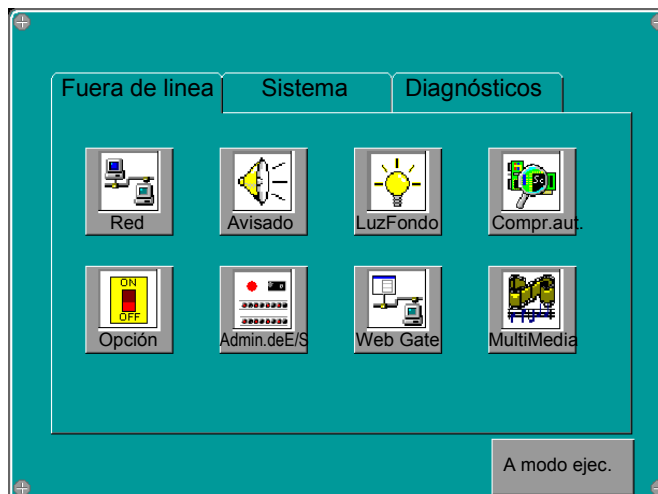 Fuera de linea
Sistema
Diagnósticos
Red
Avisado
LuzFondo
Compr.aut.
ON
OFF
Opción
Admin.deE/S
Web Gate
MultiMedia
A modo ejec.